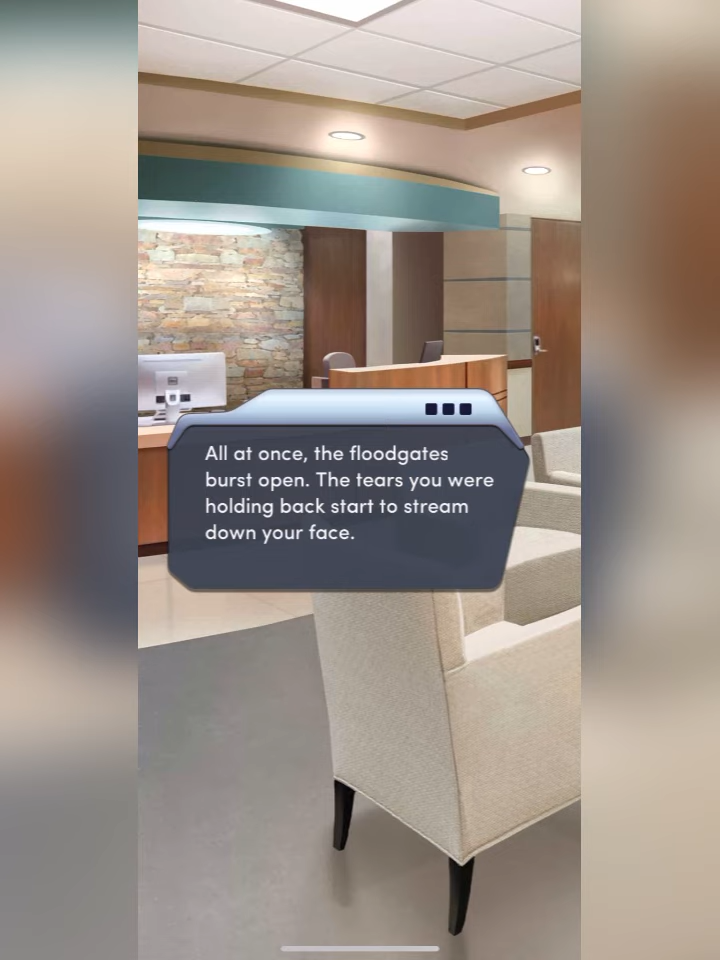 All at once, the floodgates
burst open. The tears you were
holding back start to stream
down your face.